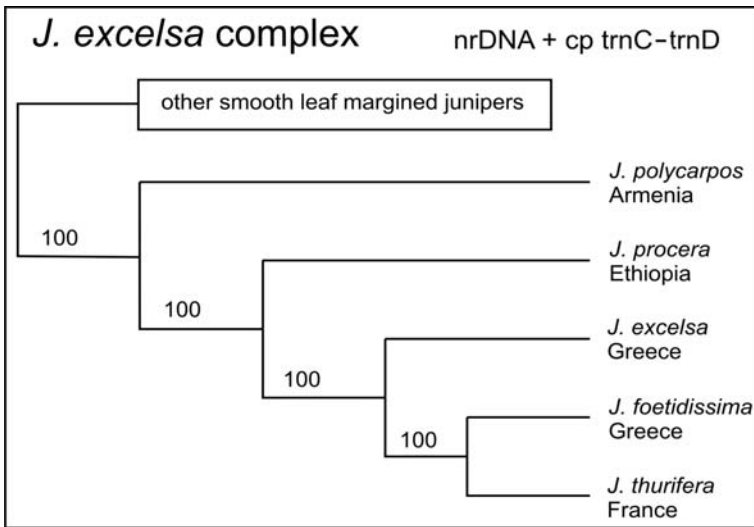 J. excelsa complex
nrDNA + cp trnC–trnD
other smooth leaf margined junipers
J. polycarpos
Armenia
100
J. procera
Ethiopia
100
J. excelsa
Greece
100
J. foetidissima
Greece
100
J. thurifera
France